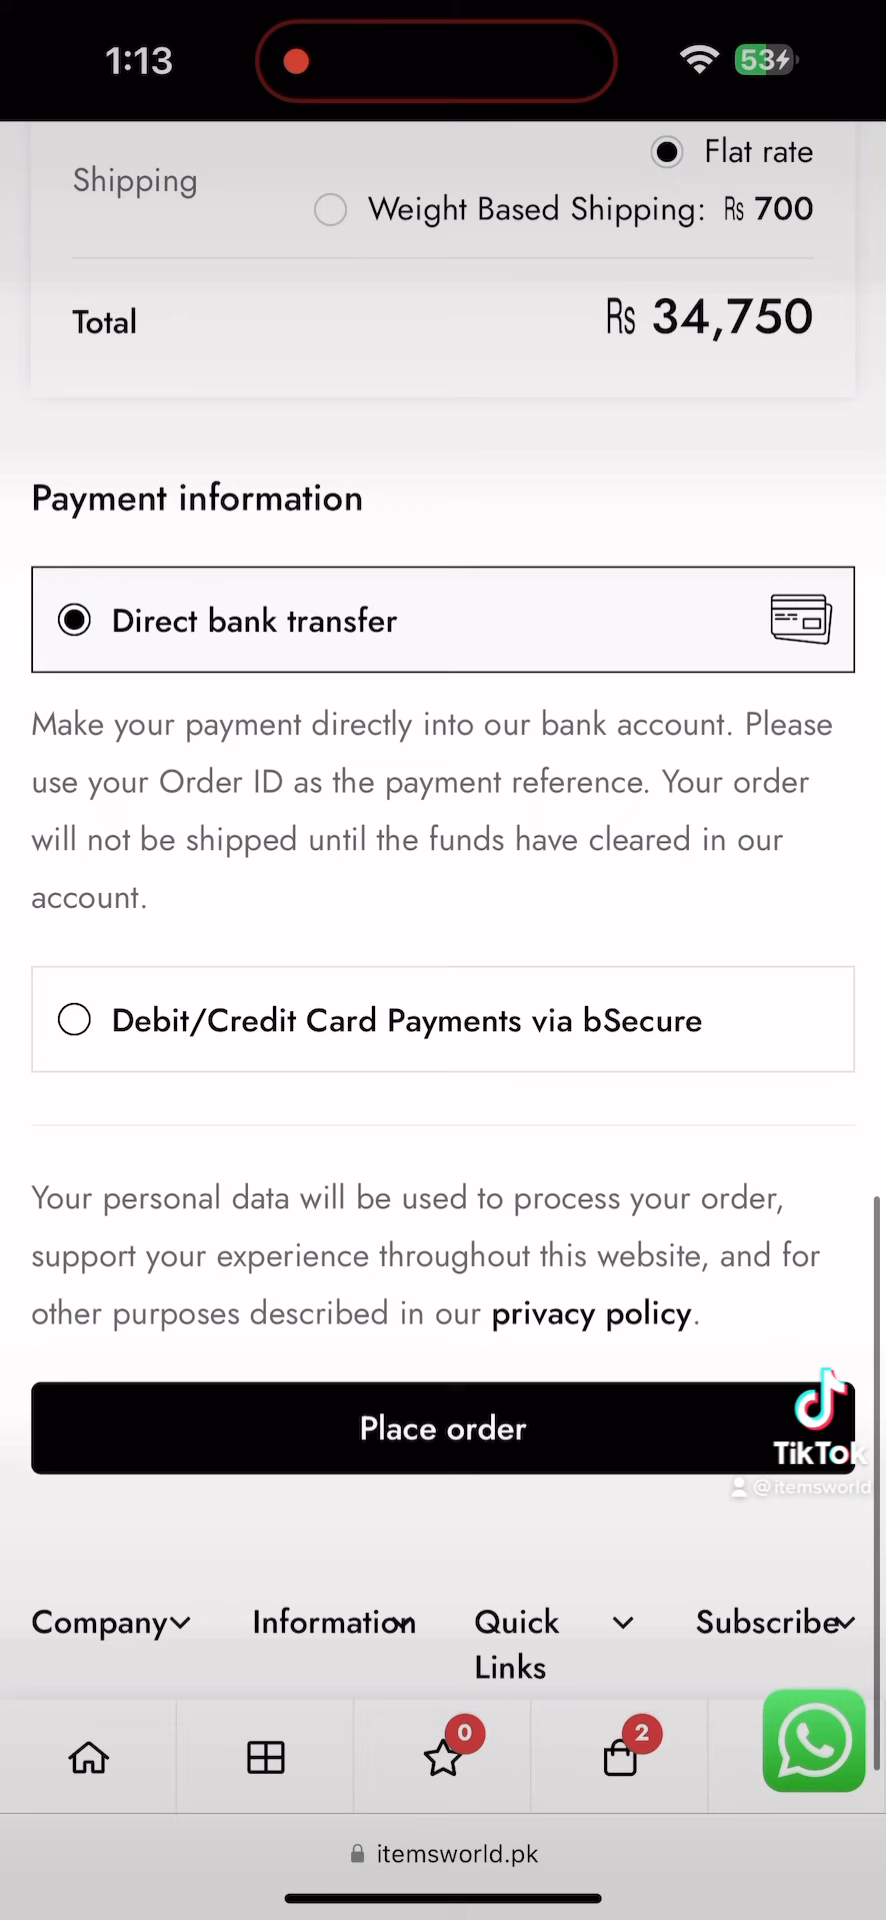 1:13
53
Flat rate
Shipping
Weight Based Shipping: Rs 700
Total
Rs 34,750
Payment information
Direct bank transfer
Make your payment directly into our bank account. Please
use your Order ID as the payment reference. Your order
will not be shipped until the funds have cleared in our
account.
Debit/Credit Card Payments via bSecure
Your personal data will be used to process your order,
support your experience throughout this website, and for
other purposes described in our privacy policy.
Place order
TikTok
@itemsworld
Company
Information
Quick
Links
Subscribe
0
2
itemsworld.pk